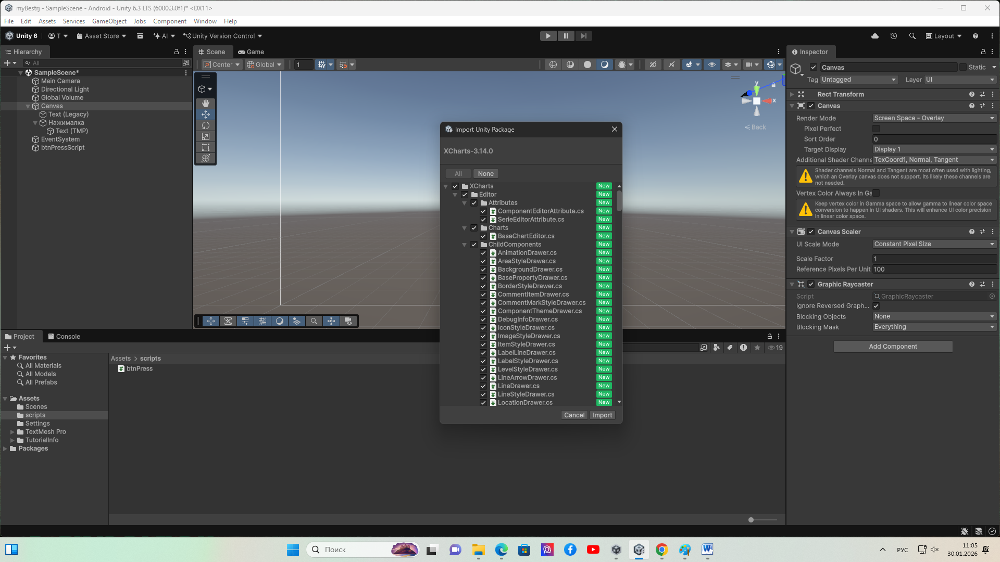 myBestrj - SampleScene - Android - Unity 6.3 LTS (6000.3.0f1)* <DX11>
File Edit Assets Services GameObject Jobs Component Window Help
Unity 6 T Asset Store AI Unity Version Control Layout
Hierarchy
All
SampleScene*
Main Camera
Directional Light
Global Volume
Canvas
Text (Legacy)
Нажималка
Text (TMP)
EventSystem
btnPressScript
Scene Game
Center Global 1 2D
y
x
Back
Import Unity Package
XCharts-3.14.0
All None
XCharts New
Editor New
Attributes New
ComponentEditorAttribute.cs New
SerieEditorAttribute.cs New
Charts New
BaseChartEditor.cs New
ChildComponents New
AnimationDrawer.cs New
AreaStyleDrawer.cs New
BackgroundDrawer.cs New
BasePropertyDrawer.cs New
BorderStyleDrawer.cs New
CommentItemDrawer.cs New
CommentMarkStyleDrawer.cs New
ComponentThemeDrawer.cs New
DebugInfoDrawer.cs New
IconStyleDrawer.cs New
ImageStyleDrawer.cs New
ItemStyleDrawer.cs New
LabelLineDrawer.cs New
LabelStyleDrawer.cs New
LevelStyleDrawer.cs New
LineArrowDrawer.cs New
LineDrawer.cs New
LineStyleDrawer.cs New
LocationDrawer.cs New
Cancel Import
Inspector
Canvas Static
Tag Untagged Layer UI
Rect Transform
Canvas
Render Mode Screen Space - Overlay
Pixel Perfect
Sort Order 0
Target Display Display 1
Additional Shader Channe TexCoord1, Normal, Tangent
Shader channels Normal and Tangent are most often used with lighting,
which an Overlay canvas does not support. Its likely these channels are
not needed.
Vertex Color Always In Ga
Keep vertex color in Gamma space to allow gamma to linear color space
conversion to happen in UI shaders. This will enhance UI color precision
in linear color space.
Canvas Scaler
UI Scale Mode Constant Pixel Size
Scale Factor 1
Reference Pixels Per Unit 100
Graphic Raycaster
Script GraphicRaycaster
Ignore Reversed Graph...
Blocking Objects None
Blocking Mask Everything
Add Component
Project Console
19
Favorites
All Materials
All Models
All Prefabs
Assets
Scenes
scripts
Settings
TextMesh Pro
TutorialInfo
Packages
Assets > scripts
btnPress
Поиск
РУС
11:05
30.01.2026